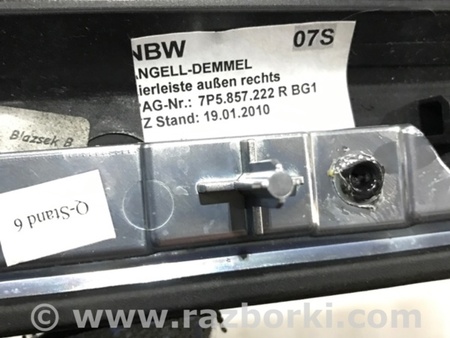 NBW 07S
ANGELL-DEMMEL
ierleiste außen rechts
AG-Nr.: 7P5.857.222 R BG1
Z Stand: 19.01.2010
Blazsek B
Q-Stand 6
www.razborki.com